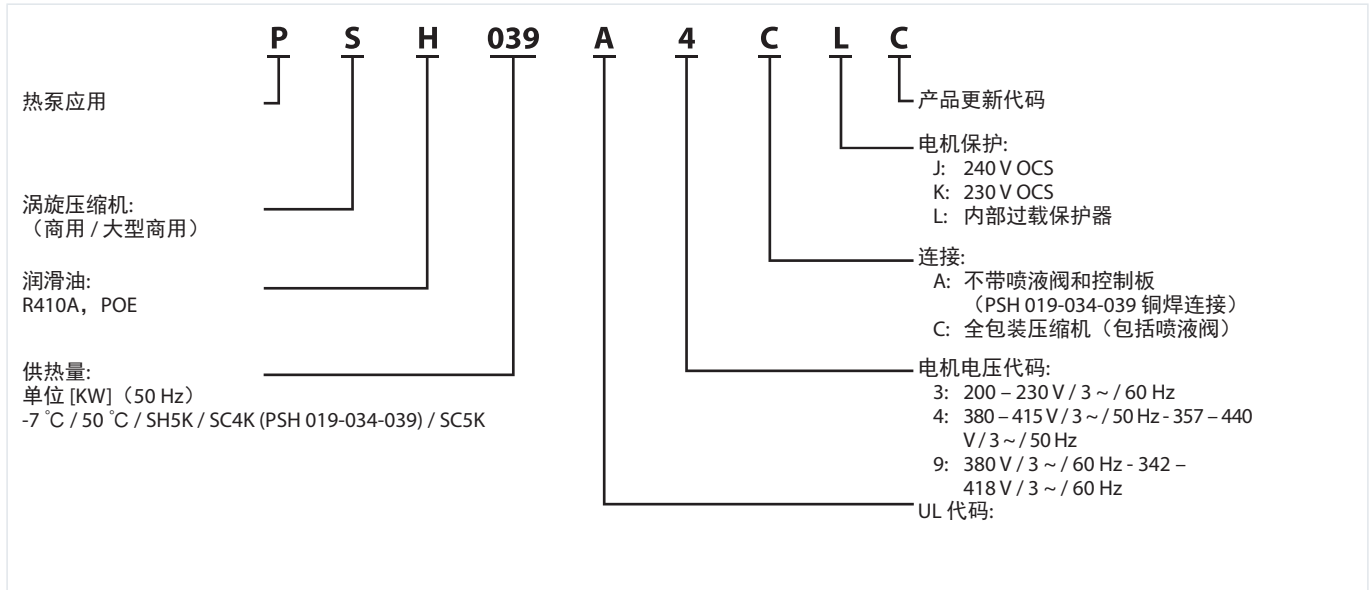 P S H 039 A 4 C L C
热泵应用
涡旋压缩机:
（商用 / 大型商用）
润滑油:
R410A，POE
供热量:
单位 [KW]（50 Hz）
-7 ℃ / 50 ℃ / SH5K / SC4K (PSH 019-034-039) / SC5K
产品更新代码
电机保护:
J: 240 V OCS
K: 230 V OCS
L: 内部过载保护器
连接:
A: 不带喷液阀和控制板
（PSH 019-034-039 铜焊连接）
C: 全包装压缩机（包括喷液阀）
电机电压代码:
3: 200 – 230 V / 3 ~ / 60 Hz
4: 380 – 415 V / 3 ~ / 50 Hz - 357 – 440
V / 3 ~ / 50 Hz
9: 380 V / 3 ~ / 60 Hz - 342 –
418 V / 3 ~ / 60 Hz
UL 代码: